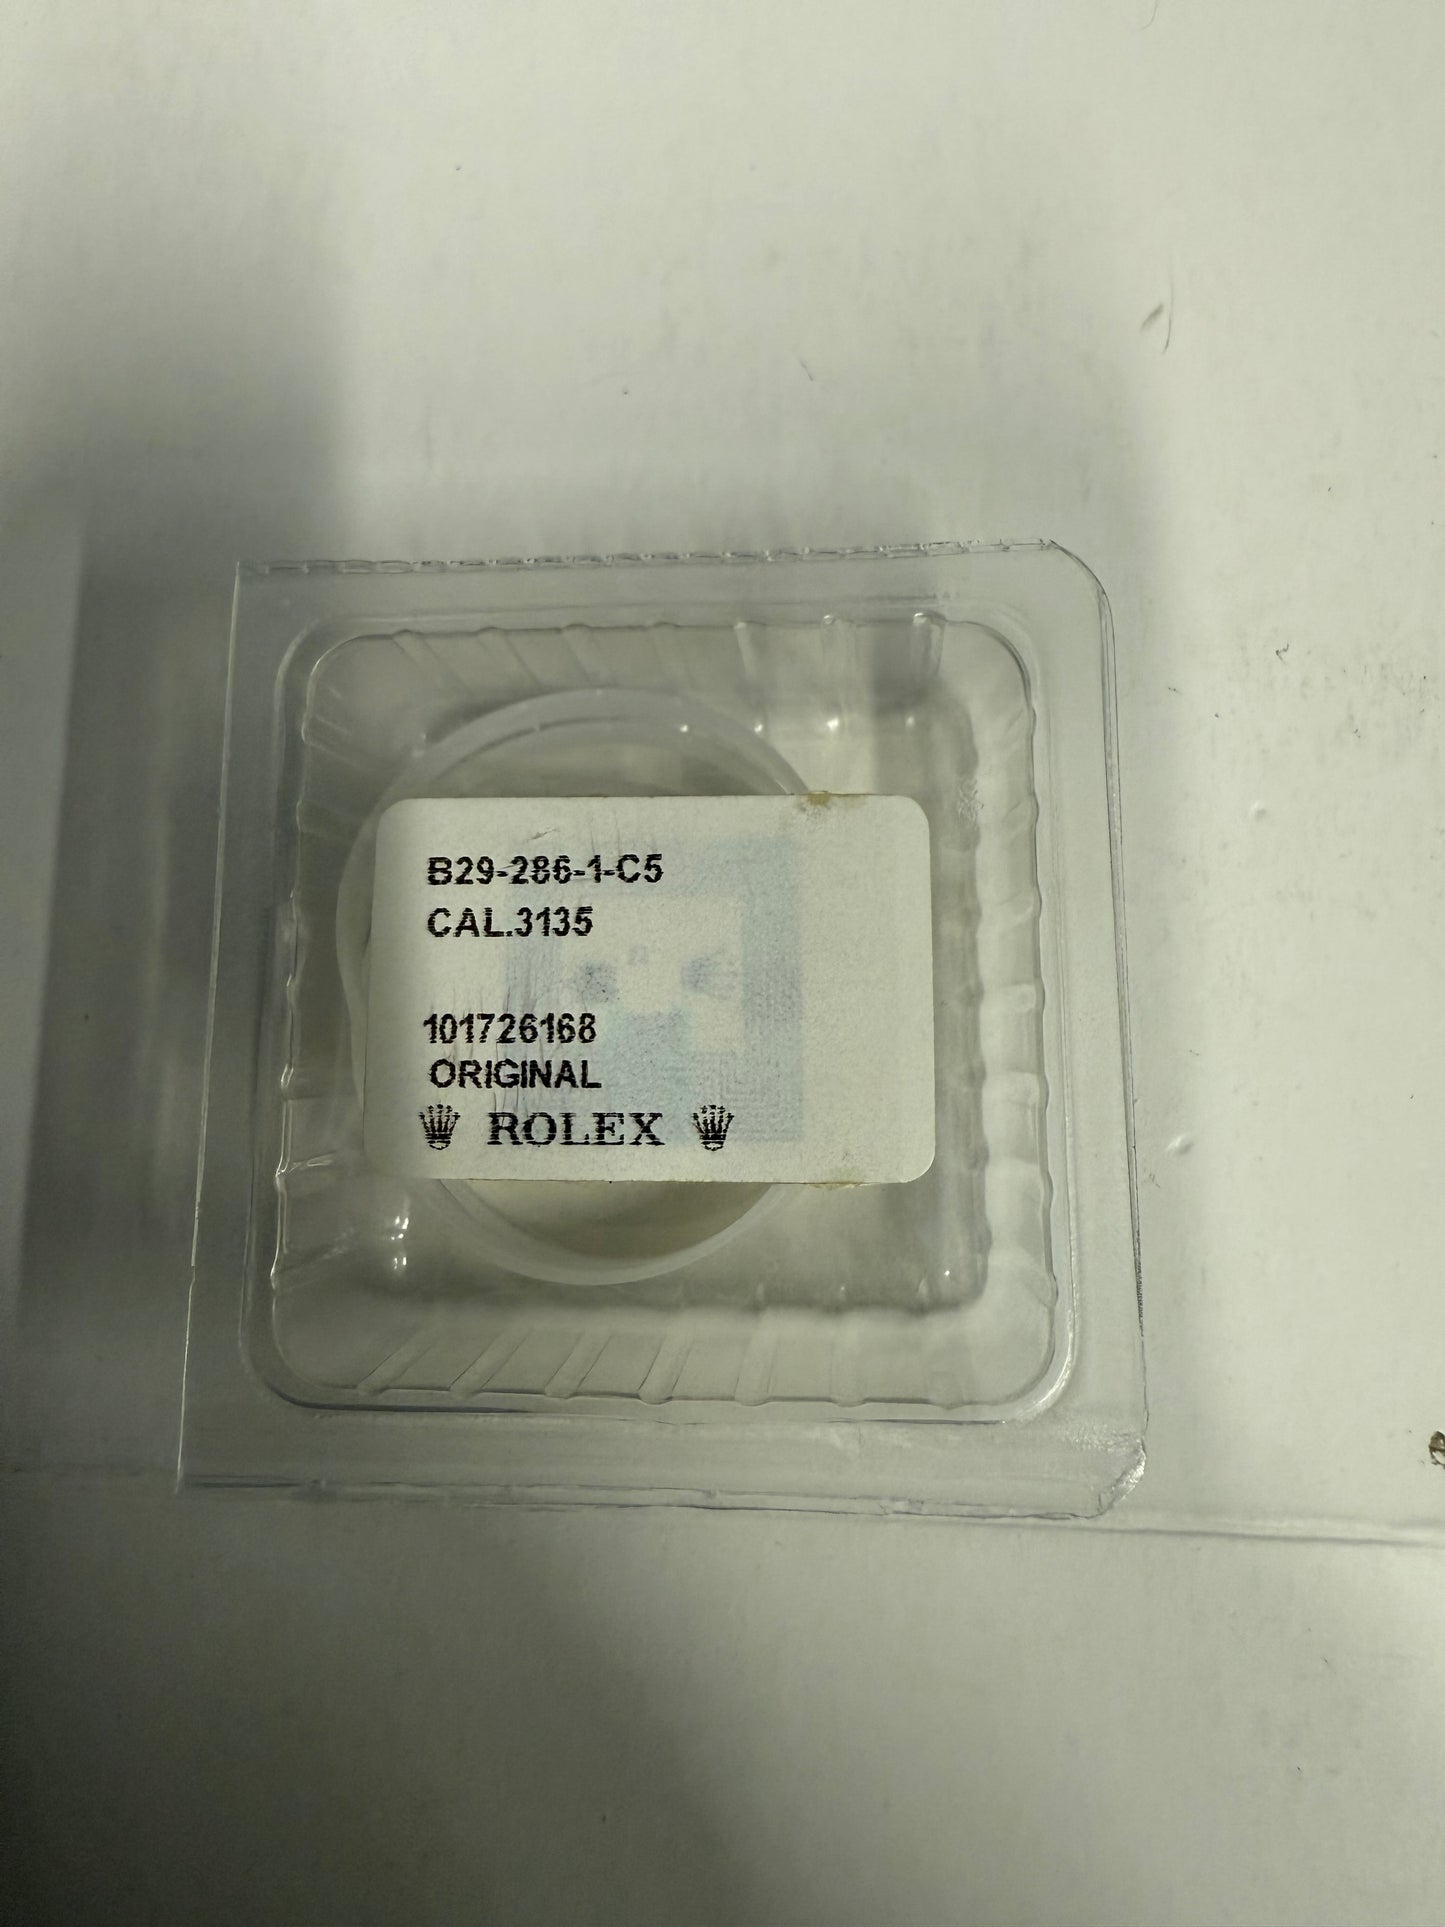 B29-286-1-C5
CAL.3135
101726168
ORIGINAL
ROLEX